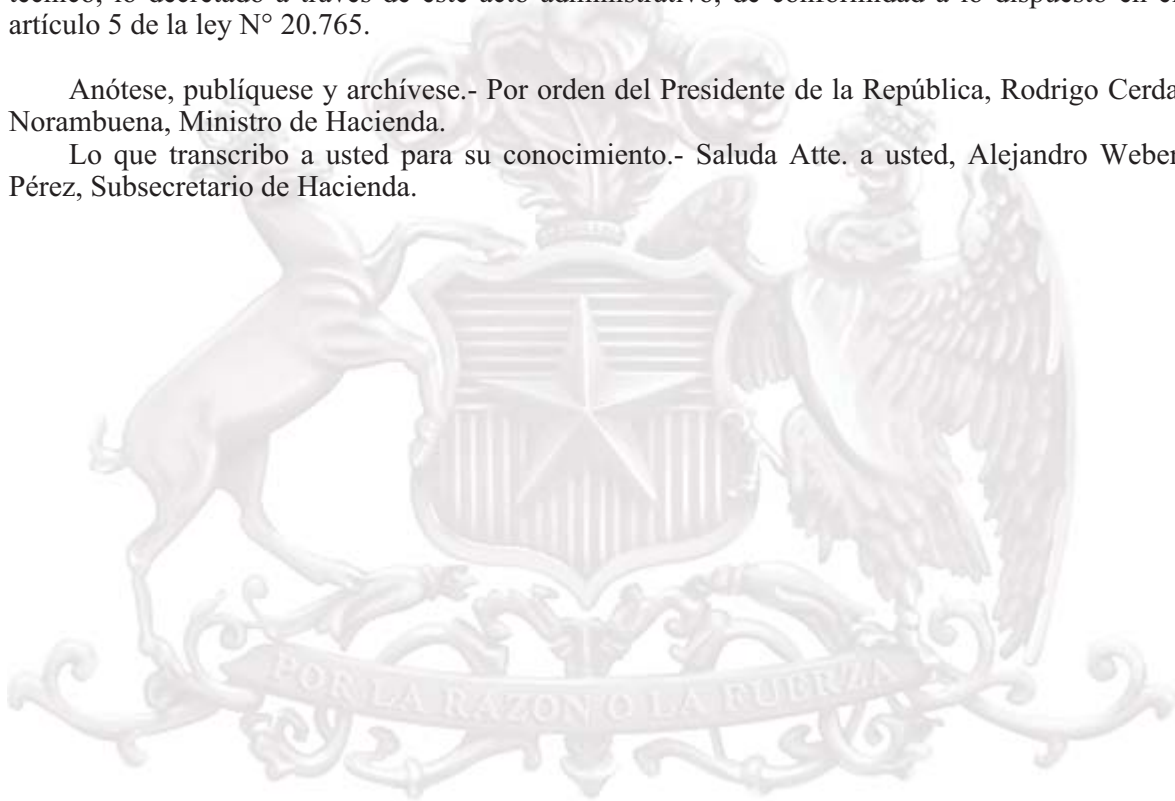 técnico, lo decretado a través de este acto administrativo, de conformidad a lo dispuesto en el
artículo 5 de la ley N° 20.765.
Anótese, publíquese y archívese.- Por orden del Presidente de la República, Rodrigo Cerda
Norambuena, Ministro de Hacienda.
Lo que transcribo a usted para su conocimiento.- Saluda Atte. a usted, Alejandro Weber
Pérez, Subsecretario de Hacienda.
POR LA RAZON O LA FUERZA